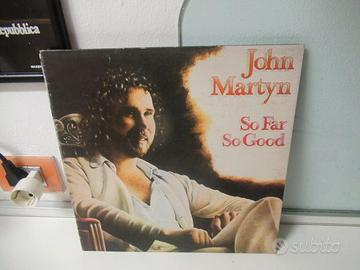 epubblica
John
Martyn
So Far
So Good
subito